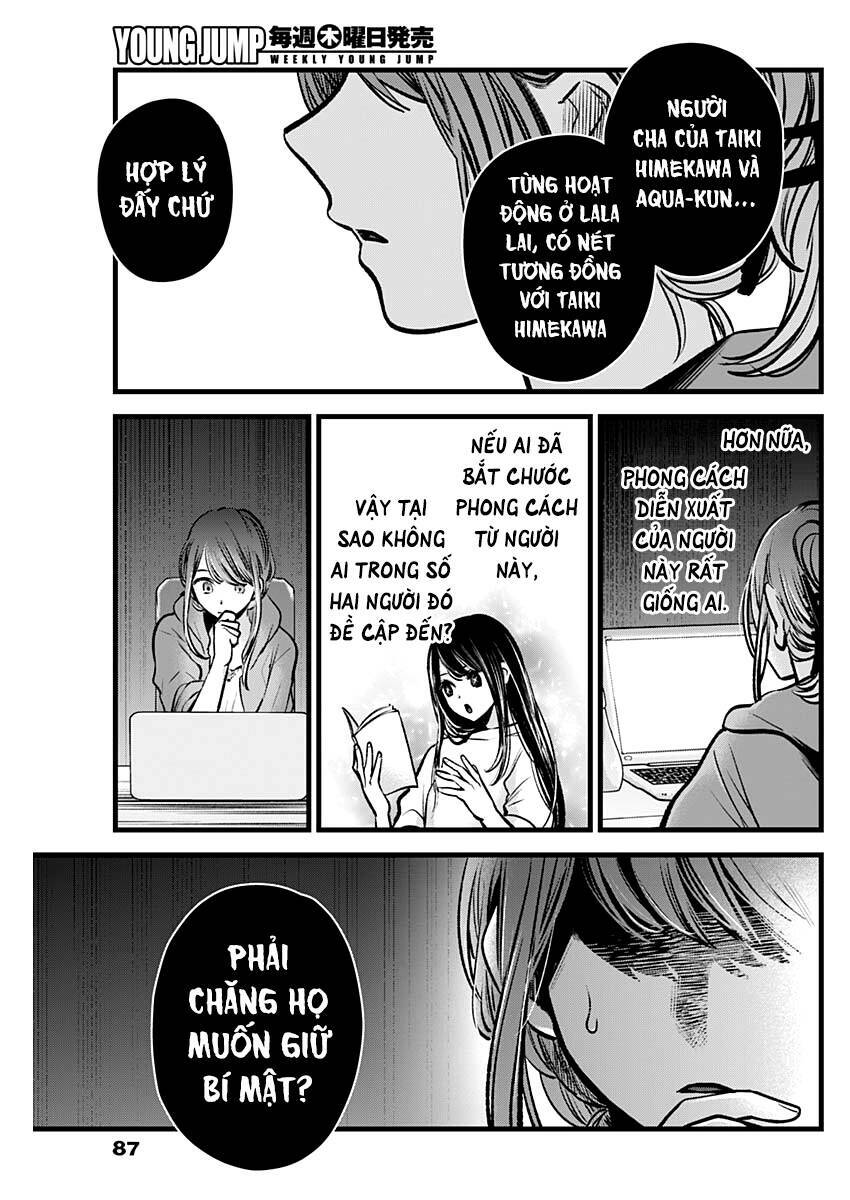 YOUNG JUMP 毎週木曜日発売
WEEKLY YOUNG JUMP
NGƯỜI
CHA CỦA TAIKI
HIMEKAWA VÀ
AQUA-KUN...
TỪNG HOẠT
ĐỘNG Ở LALA
LAI, CÓ NÉT
TƯƠNG ĐỒNG
VỚI TAIKI
HIMEKAWA
HỢP LÝ
ĐẤY CHỨ
HƠN NỮA,
PHONG CÁCH
DIỄN XUẤT
CỦA NGƯỜI
NÀY RẤT
GIỐNG AI.
NẾU AI ĐÃ
BẮT CHƯỚC
PHONG CÁCH
TỪ NGƯỜI
NÀY,
VẬY TẠI
SAO KHÔNG
AI TRONG SỐ
HAI NGƯỜI ĐÓ
ĐỀ CẬP ĐẾN?
PHẢI
CHĂNG HỌ
MUỐN GIỮ
BÍ MẬT?
87